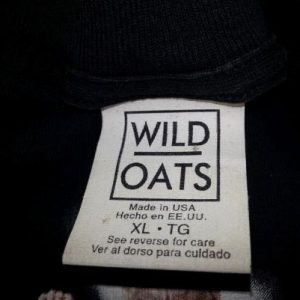 WILD
OATS
Made in USA
Hecho en EE.UU.
XL • TG
See reverse for care
Ver al dorso para cuidado